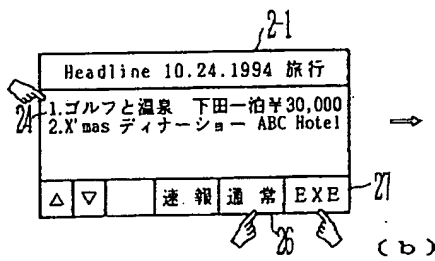 2-1
Headline 10.24.1994 旅行
24 1.ゴルフと温泉 下田一泊¥30,000
2.X'mas ディナーショー ABC Hotel
△ ▽ 速報 通常 EXE 27
26
(b)